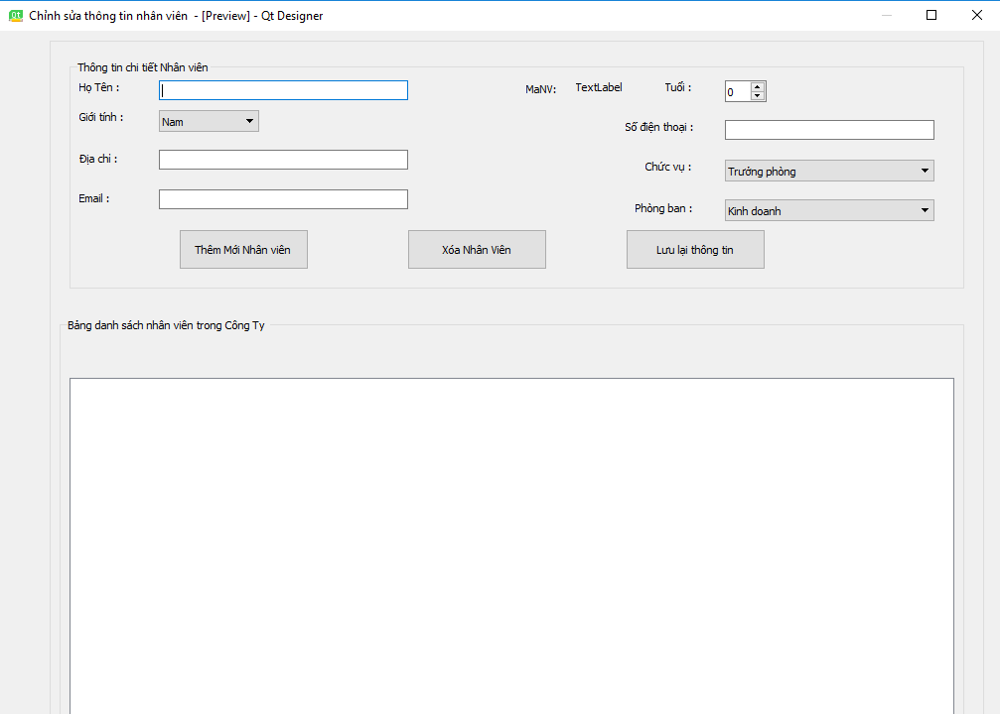 Chỉnh sửa thông tin nhân viên - [Preview] - Qt Designer
Thông tin chi tiết Nhân viên
Họ Tên :
MaNV: TextLabel Tuổi : 0
Giới tính : Nam
Số điện thoại :
Địa chỉ :
Chức vụ : Trưởng phòng
Email :
Phòng ban : Kinh doanh
Thêm Mới Nhân viên Xóa Nhân Viên Lưu lại thông tin
Bảng danh sách nhân viên trong Công Ty